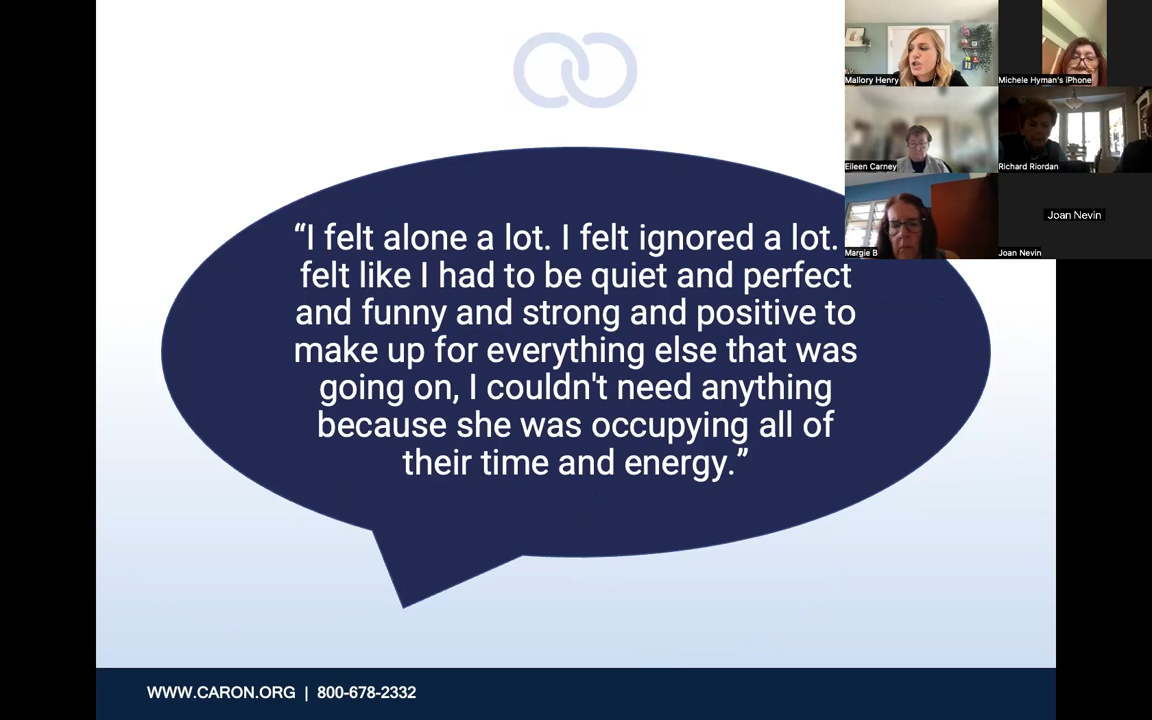 “I felt alone a lot. I felt ignored a lot.
felt like I had to be quiet and perfect
and funny and strong and positive to
make up for everything else that was
going on, I couldn't need anything
because she was occupying all of
their time and energy.”
WWW.CARON.ORG | 800-678-2332
Mallory Henry
Michele Hyman's iPhone
Eileen Carney
Richard Riordan
Margie B
Joan Nevin
Joan Nevin